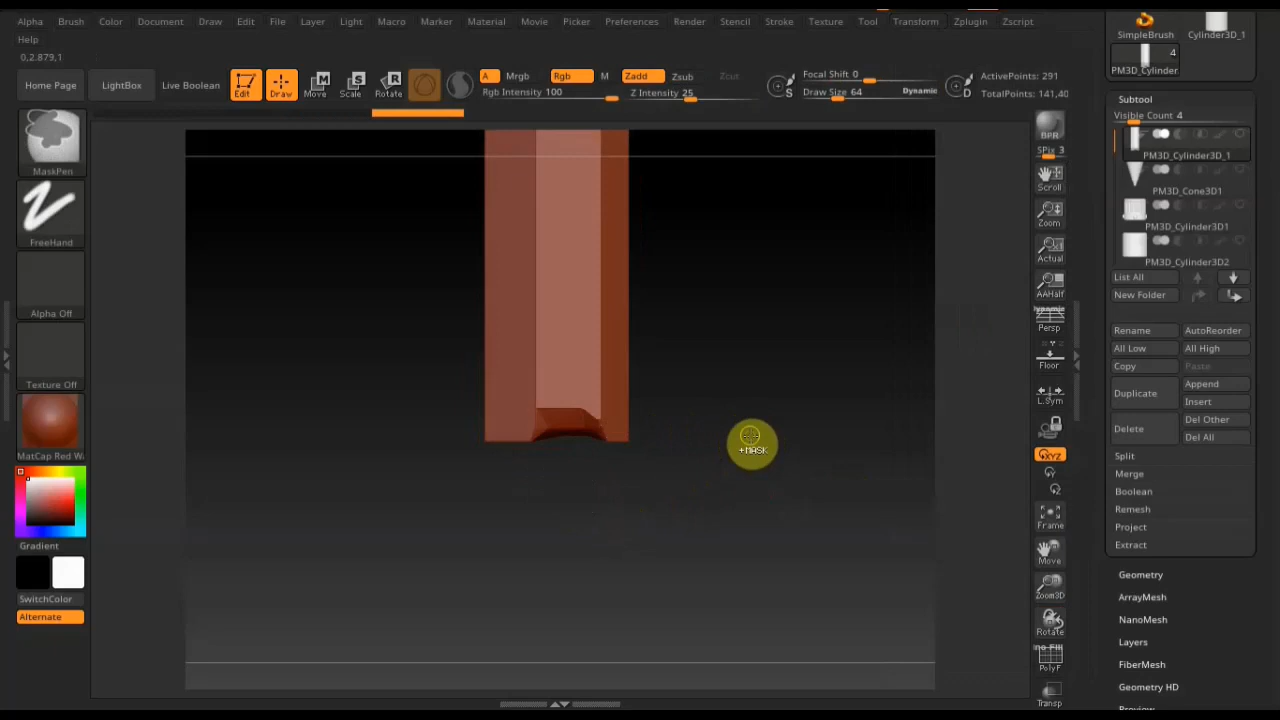 Alpha Brush Color Document Draw Edit File Layer Light Macro Marker Material Movie Picker Preferences Render Stencil Stroke Texture Tool Transform Zplugin Zscript
Help
0,2.879,1
Home Page
LightBox
Live Boolean
Edit
Draw
Move
Scale
Rotate
A
Mrgb
Rgb
M
Rgb Intensity 100
Zadd
Zsub
Zcut
Z Intensity 25
S
Focal Shift 0
Draw Size 64
Dynamic
D
ActivePoints: 291
TotalPoints: 141,40
MaskPen
FreeHand
Alpha Off
Texture Off
MatCap Red Wa
Gradient
SwitchColor
Alternate
+MASK
BPR
SPix 3
Scroll
Zoom
Actual
AAHalf
Dynamic
Persp
Floor
L.Sym
XYZ
Y
Z
Frame
Move
Zoom3D
Rotate
PolyF
Transp
SimpleBrush
Cylinder3D_1
4
PM3D_Cylinder
Subtool
Visible Count 4
PM3D_Cylinder3D_1
PM3D_Cone3D1
PM3D_Cylinder3D1
PM3D_Cylinder3D2
List All
New Folder
Rename
AutoReorder
All Low
All High
Copy
Paste
Duplicate
Append
Insert
Delete
Del Other
Del All
Split
Merge
Boolean
Remesh
Project
Extract
Geometry
ArrayMesh
NanoMesh
Layers
FiberMesh
Geometry HD